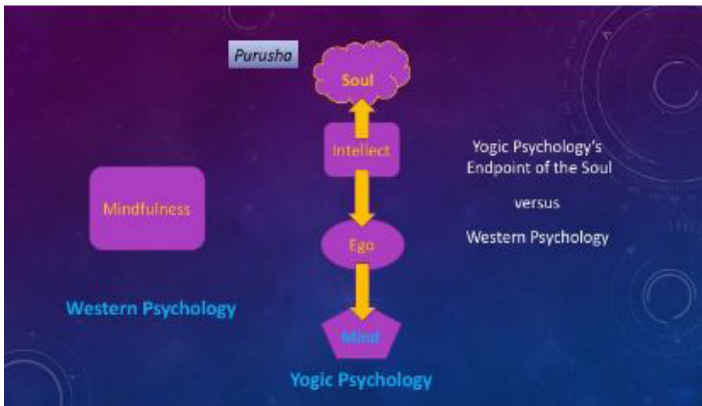 Purusha
Soul
Intellect
Mindfulness
Ego
Mind
Western Psychology
Yogic Psychology
Yogic Psychology's
Endpoint of the Soul
versus
Western Psychology